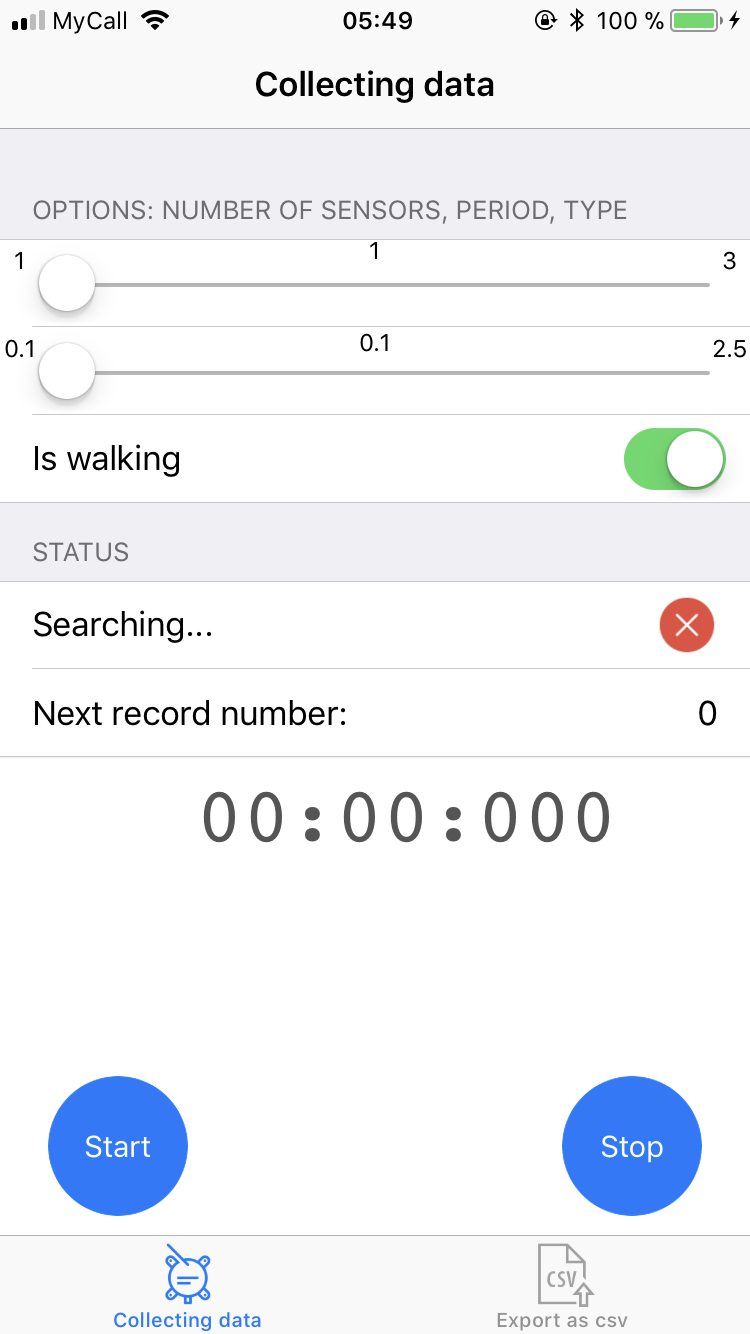 MyCall 05:49 100 %
Collecting data
OPTIONS: NUMBER OF SENSORS, PERIOD, TYPE
1 1 3
0.1 0.1 2.5
Is walking
STATUS
Searching...
Next record number: 0
00:00:000
Start Stop
CSV
Collecting data Export as csv